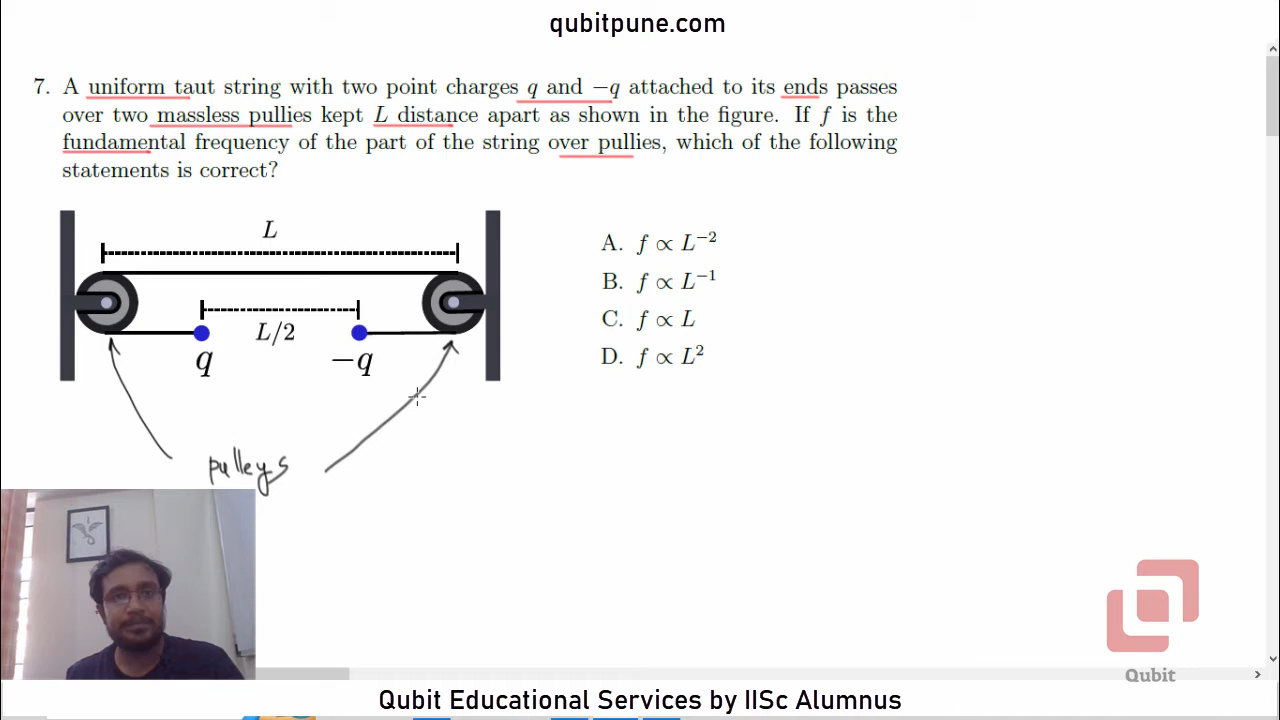 qubitpune.com
7. A uniform taut string with two point charges q and −q attached to its ends passes
over two massless pullies kept L distance apart as shown in the figure. If f is the
fundamental frequency of the part of the string over pullies, which of the following
statements is correct?
L
L/2
q
−q
A. f ∝ L⁻²
B. f ∝ L⁻¹
C. f ∝ L
D. f ∝ L²
pulleys
Qubit
Qubit Educational Services by IISc Alumnus